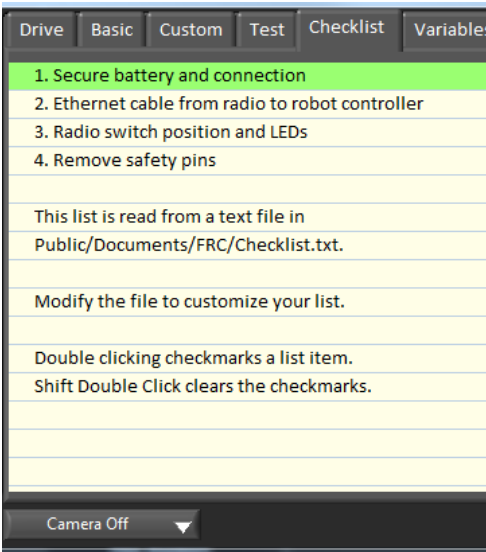 Drive Basic Custom Test Checklist Variables
1. Secure battery and connection
2. Ethernet cable from radio to robot controller
3. Radio switch position and LEDs
4. Remove safety pins
This list is read from a text file in
Public/Documents/FRC/Checklist.txt.
Modify the file to customize your list.
Double clicking checkmarks a list item.
Shift Double Click clears the checkmarks.
Camera Off